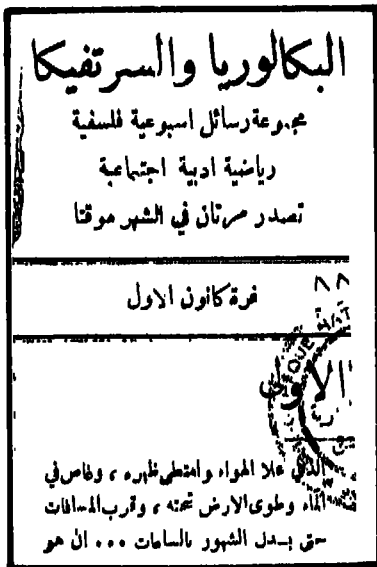 البكالوريا والسرتفيكا
مجموعة رسائل اسبوعية فلسفية
رياضية ادبية اجتماعية
تصدر مرتان في الشهر موقتا
٨٨
غرة كانون الاول
الذي علا الهواء وامتطى ظهره ، وغاص في
الماء وطوى الارض تحته ، وقرب المسافات
حتى بدل الشهور بالساعات ... ان هو